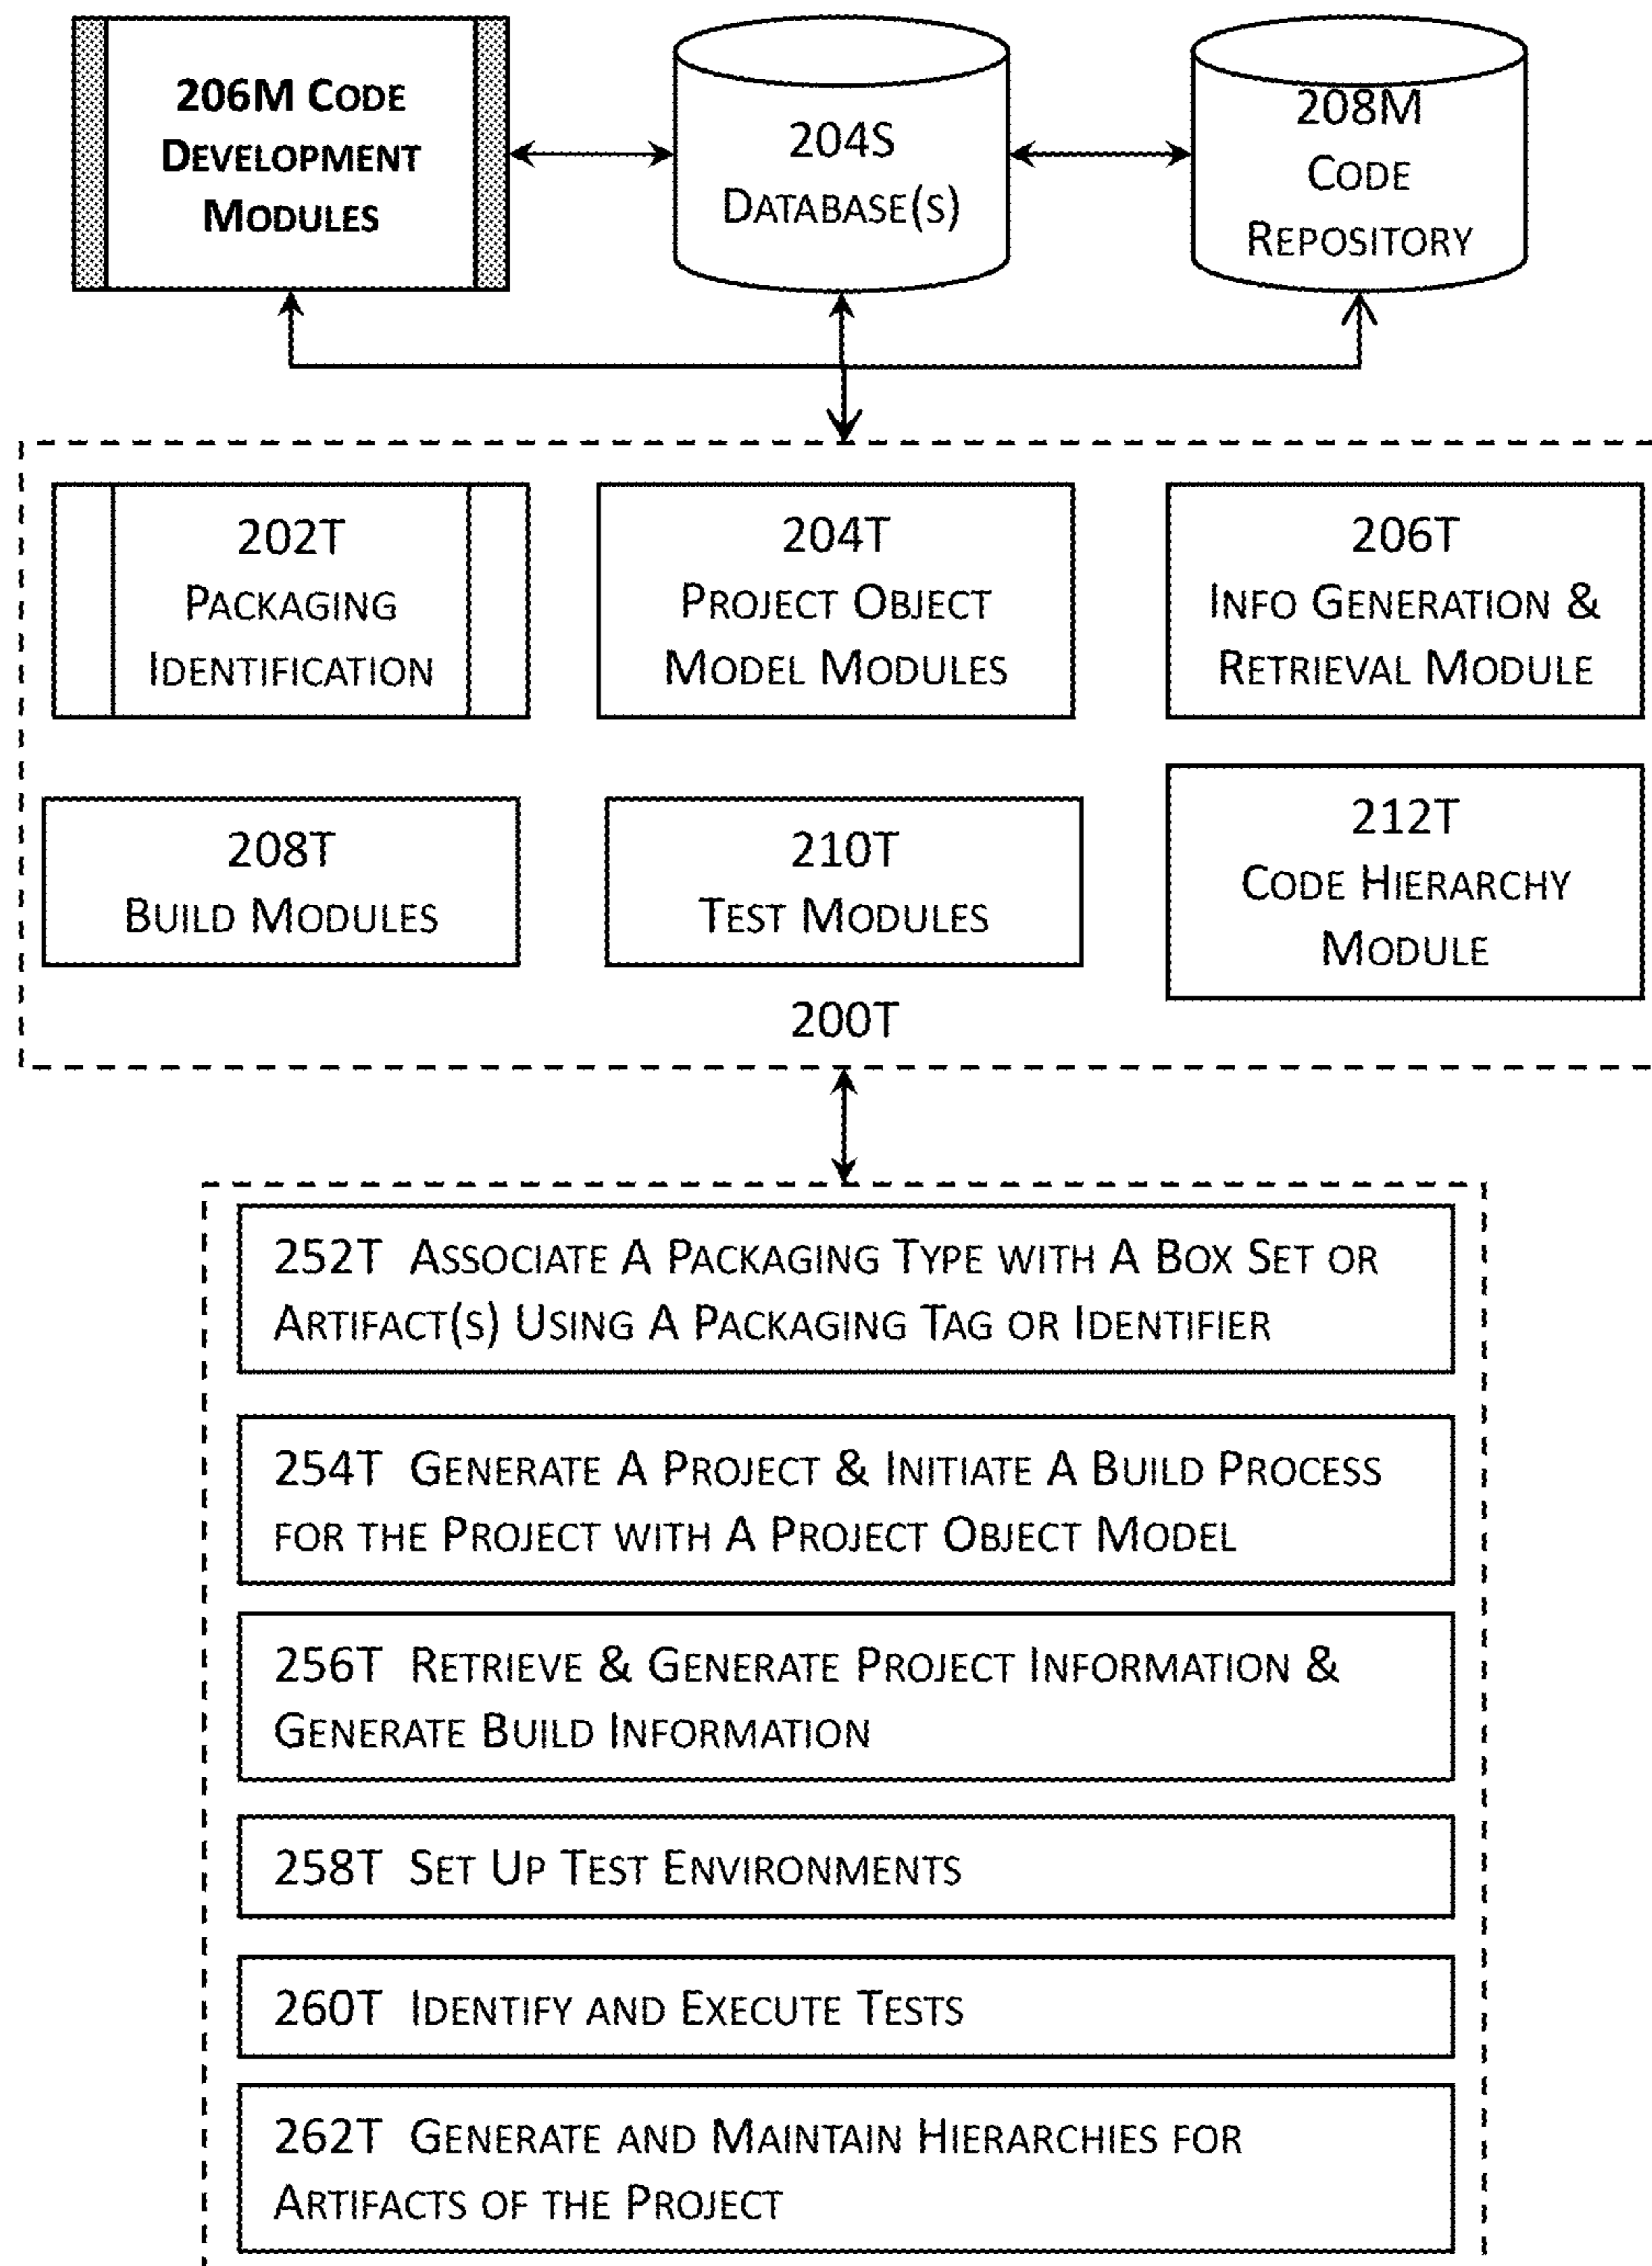 206M CODE
DEVELOPMENT
MODULES
204S
DATABASE(S)
208M
CODE
REPOSITORY
202T
PACKAGING
IDENTIFICATION
204T
PROJECT OBJECT
MODEL MODULES
206T
INFO GENERATION &
RETRIEVAL MODULE
208T
BUILD MODULES
210T
TEST MODULES
212T
CODE HIERARCHY
MODULE
200T
252T ASSOCIATE A PACKAGING TYPE WITH A BOX SET OR
ARTIFACT(S) USING A PACKAGING TAG OR IDENTIFIER
254T GENERATE A PROJECT & INITIATE A BUILD PROCESS
FOR THE PROJECT WITH A PROJECT OBJECT MODEL
256T RETRIEVE & GENERATE PROJECT INFORMATION &
GENERATE BUILD INFORMATION
258T SET UP TEST ENVIRONMENTS
260T IDENTIFY AND EXECUTE TESTS
262T GENERATE AND MAINTAIN HIERARCHIES FOR
ARTIFACTS OF THE PROJECT